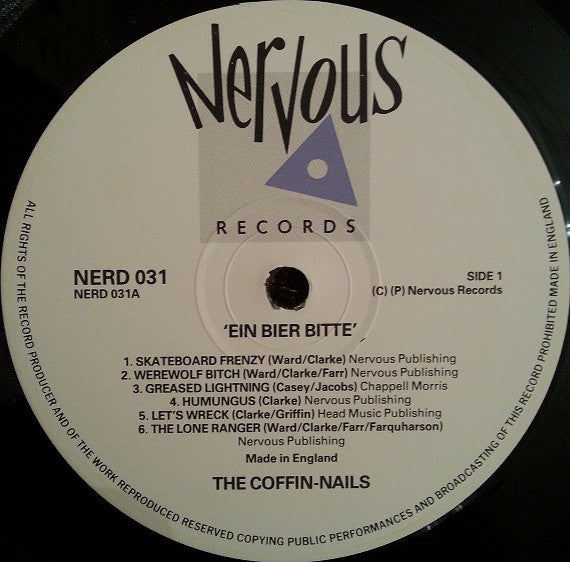 Nervous
RECORDS
NERD 031
NERD 031A
SIDE 1
(C) (P) Nervous Records
'EIN BIER BITTE'
1. SKATEBOARD FRENZY (Ward/Clarke) Nervous Publishing
2. WEREWOLF BITCH (Ward/Clarke/Farr) Nervous Publishing
3. GREASED LIGHTNING (Casey/Jacobs) Chappell Morris
4. HUMUNGUS (Clarke) Nervous Publishing
5. LET'S WRECK (Clarke/Griffin) Head Music Publishing
6. THE LONE RANGER (Ward/Clarke/Farr/Farquharson)
Nervous Publishing
Made in England
THE COFFIN-NAILS
ALL RIGHTS OF THE RECORD PRODUCER AND OF THE WORK REPRODUCED RESERVED COPYING PUBLIC PERFORMANCES AND BROADCASTING OF THIS RECORD PROHIBITED MADE IN ENGLAND